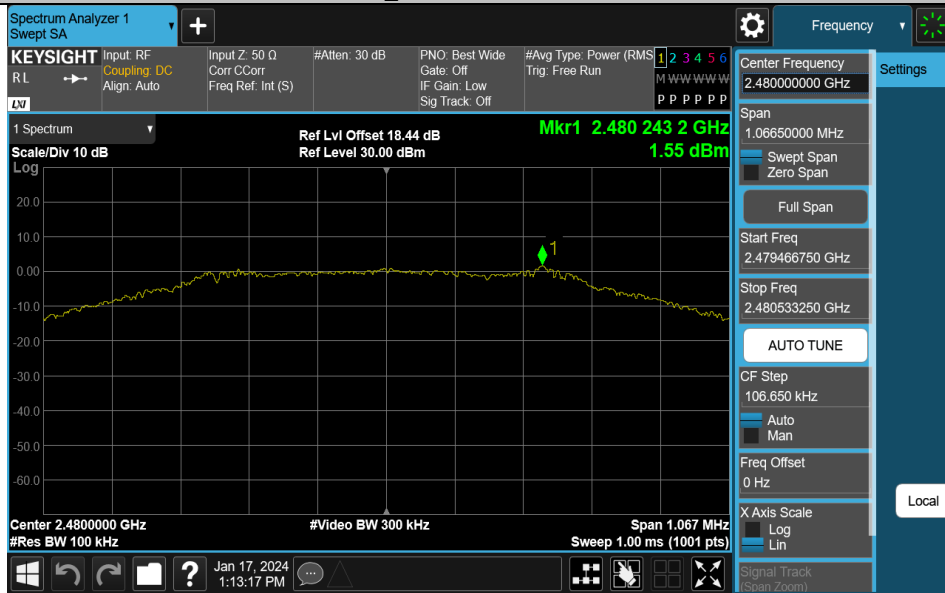 Spectrum Analyzer 1
Swept SA
+
Frequency
KEYSIGHT
RL
LXI
Input: RF
Coupling: DC
Align: Auto
Input Z: 50 Ω
Corr CCorr
Freq Ref: Int (S)
#Atten: 30 dB
PNO: Best Wide
Gate: Off
IF Gain: Low
Sig Track: Off
#Avg Type: Power (RMS
Trig: Free Run
1 2 3 4 5 6
M W W W W W
P P P P P P
1 Spectrum
Scale/Div 10 dB
Log
Ref Lvl Offset 18.44 dB
Ref Level 30.00 dBm
Mkr1 2.480 243 2 GHz
1.55 dBm
20.0
10.0
0.00
-10.0
-20.0
-30.0
-40.0
-50.0
-60.0
1
Center 2.4800000 GHz
#Res BW 100 kHz
#Video BW 300 kHz
Span 1.067 MHz
Sweep 1.00 ms (1001 pts)
?
Jan 17, 2024
1:13:17 PM
Center Frequency
2.480000000 GHz
Span
1.06650000 MHz
Swept Span
Zero Span
Full Span
Start Freq
2.479466750 GHz
Stop Freq
2.480533250 GHz
AUTO TUNE
CF Step
106.650 kHz
Auto
Man
Freq Offset
0 Hz
X Axis Scale
Log
Lin
Signal Track
(Span Zoom)
Settings
Local